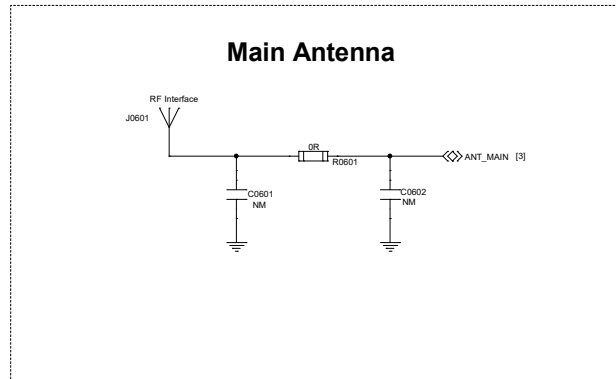 Main Antenna
RF Interface
J0601
0R
R0601
ANT_MAIN [3]
C0601
NM
C0602
NM